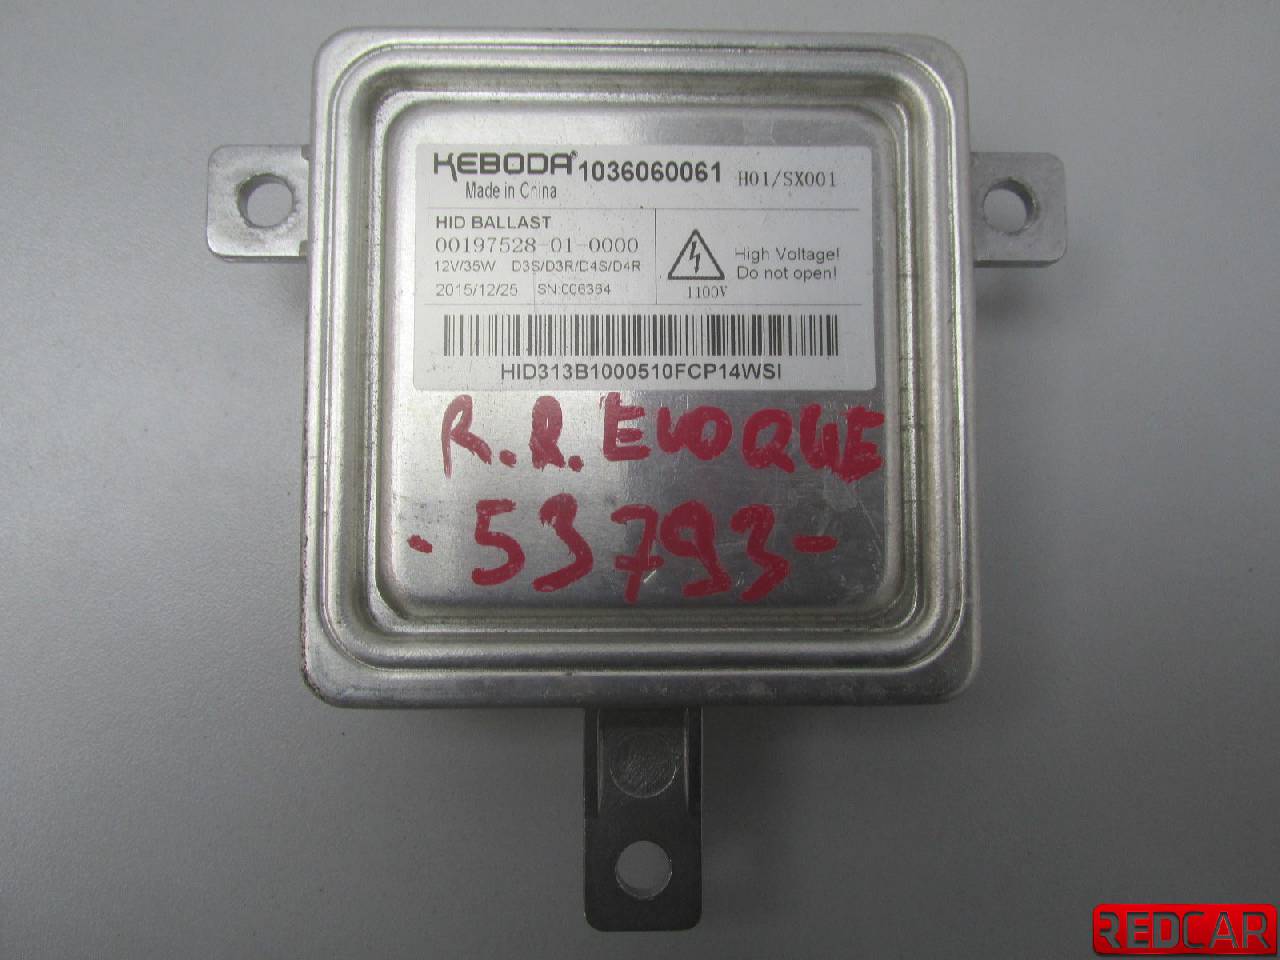 KEBODA® 1036060061 H01/SX001
Made in China
HID BALLAST
00197528-01-0000
12V/35W D3S/D3R/D4S/D4R
2015/12/25 SN:006364
High Voltage!
Do not open!
1100V
HID313B1000510FCP14WSI
R.R. EVOQUE
-53793-
REDCAR